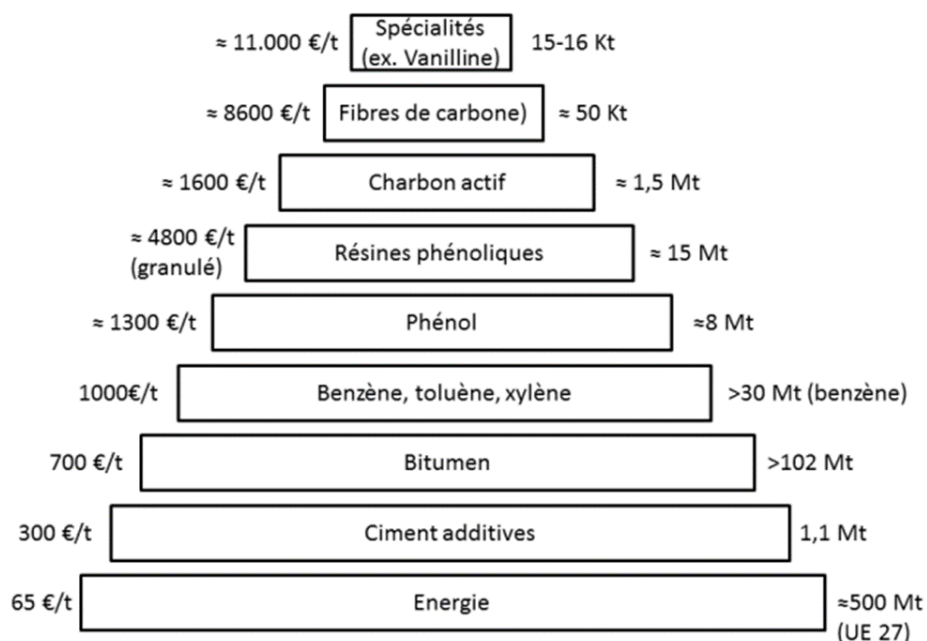 ≈ 11.000 €/t
Spécialités
(ex. Vanilline)
15-16 Kt
≈ 8600 €/t
Fibres de carbone)
≈ 50 Kt
≈ 1600 €/t
Charbon actif
≈ 1,5 Mt
≈ 4800 €/t
(granulé)
Résines phénoliques
≈ 15 Mt
≈ 1300 €/t
Phénol
≈8 Mt
1000€/t
Benzène, toluène, xylène
>30 Mt (benzène)
700 €/t
Bitumen
>102 Mt
300 €/t
Ciment additives
1,1 Mt
65 €/t
Energie
≈500 Mt
(UE 27)